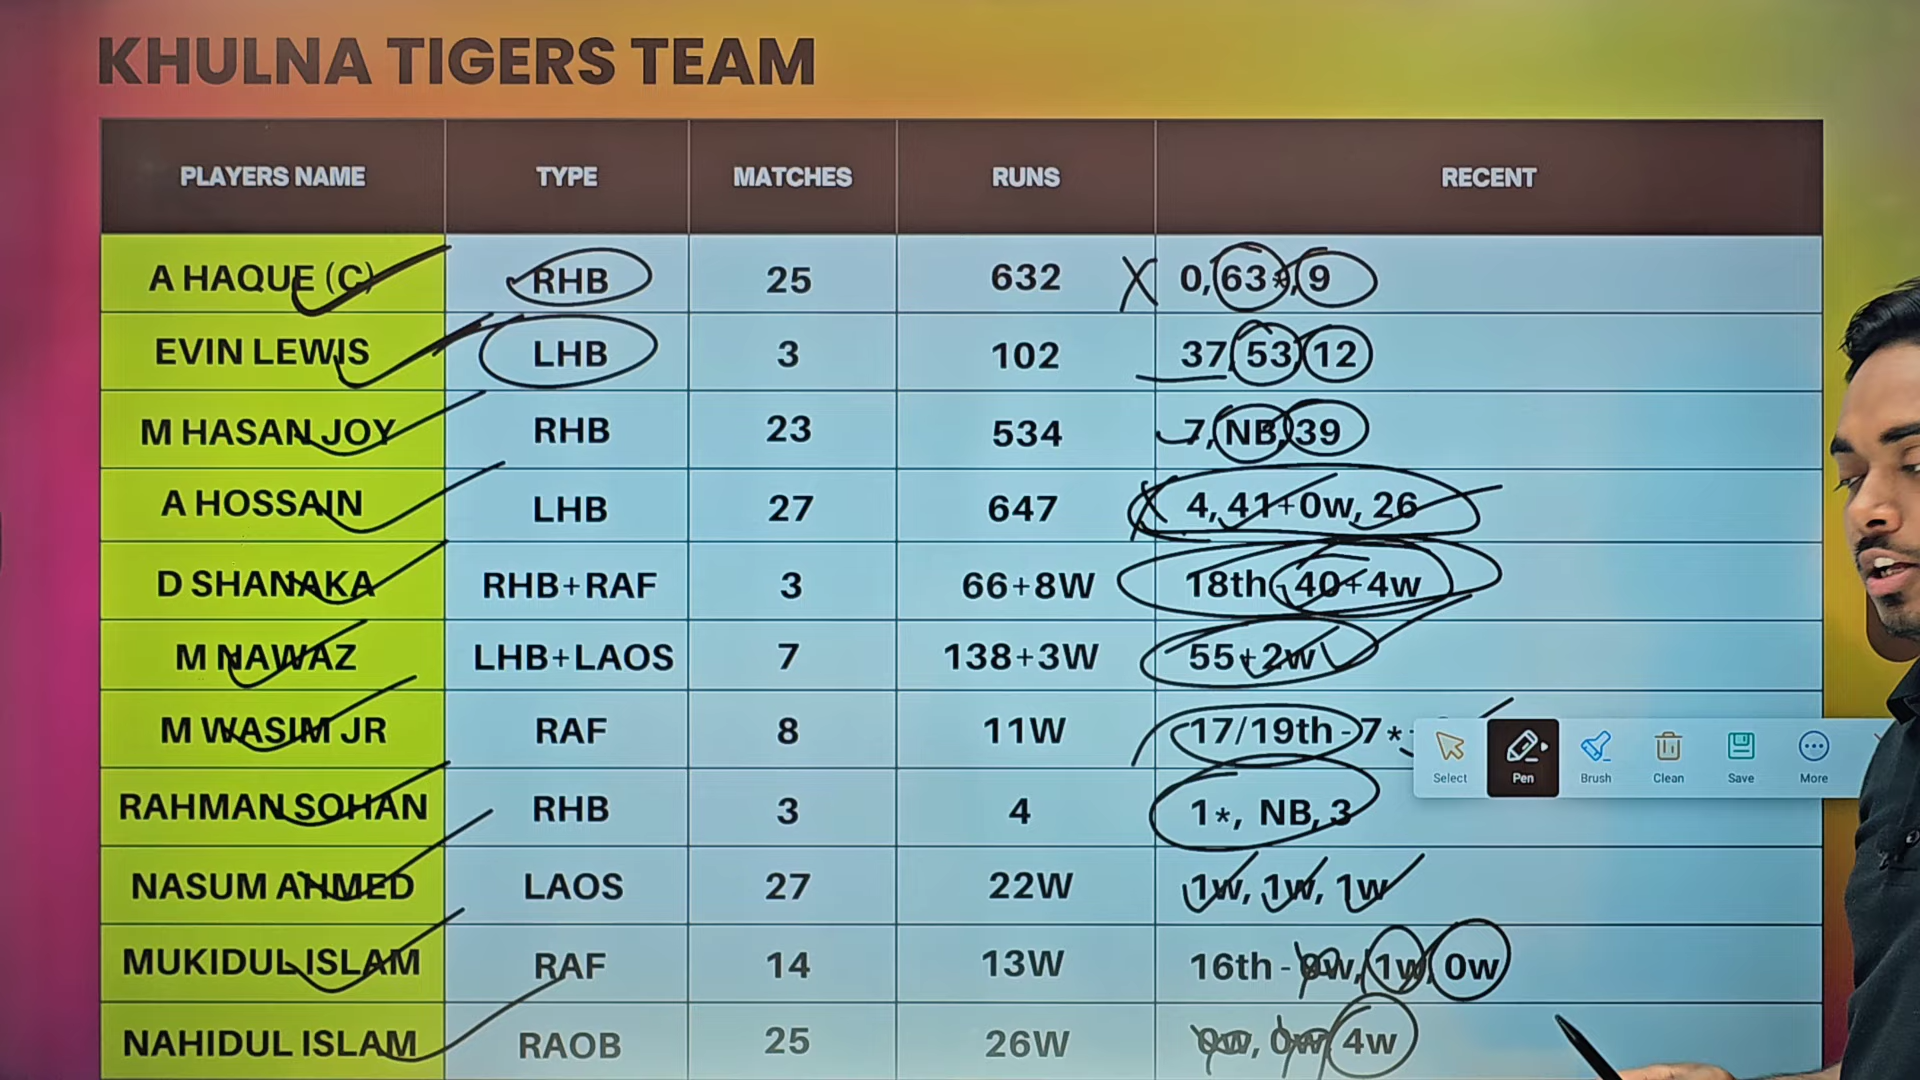 KHULNA TIGERS TEAM
PLAYERS NAME TYPE MATCHES RUNS RECENT
A HAQUE (C) RHB 25 632 0, 63*, 9
EVIN LEWIS LHB 3 102 37, 53, 12
M HASAN JOY RHB 23 534 7, NB, 39
A HOSSAIN LHB 27 647 4, 41+0w, 26
D SHANAKA RHB+RAF 3 66+8W 18th - 40+4w
M NAWAZ LHB+LAOS 7 138+3W 55+2w
M WASIM JR RAF 8 11W 17/19th - 7*
Select Pen Brush Clean Save More
RAHMAN SOHAN RHB 3 4 1*, NB, 3
NASUM AHMED LAOS 27 22W 1w, 1w, 1w
MUKIDUL ISLAM RAF 14 13W 16th - 0w, 1w, 0w
NAHIDUL ISLAM RAOB 25 26W 0w, 0w, 4w